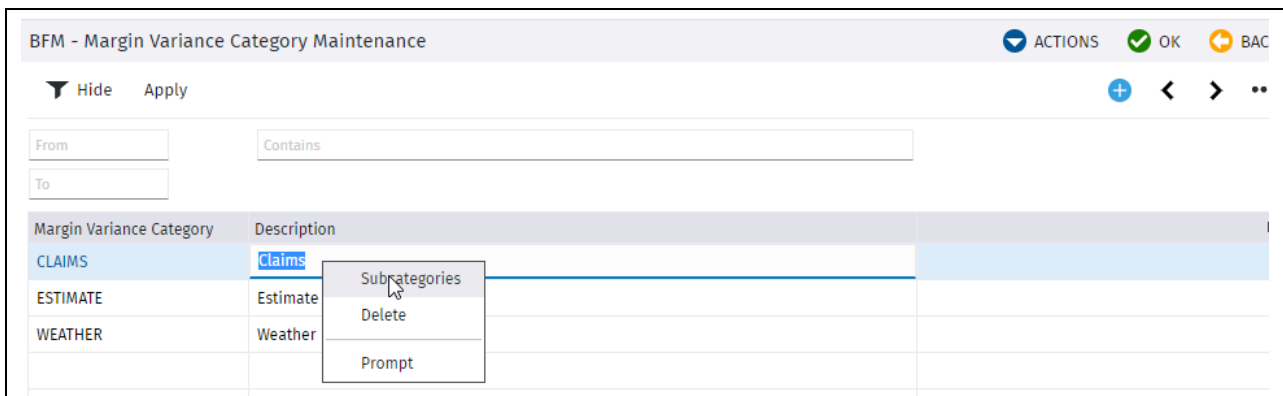 BFM - Margin Variance Category Maintenance ACTIONS OK BAC
Hide Apply
From Contains
To
Margin Variance Category Description
CLAIMS Claims
Subcategories
ESTIMATE Estimate
Delete
WEATHER Weather
Prompt